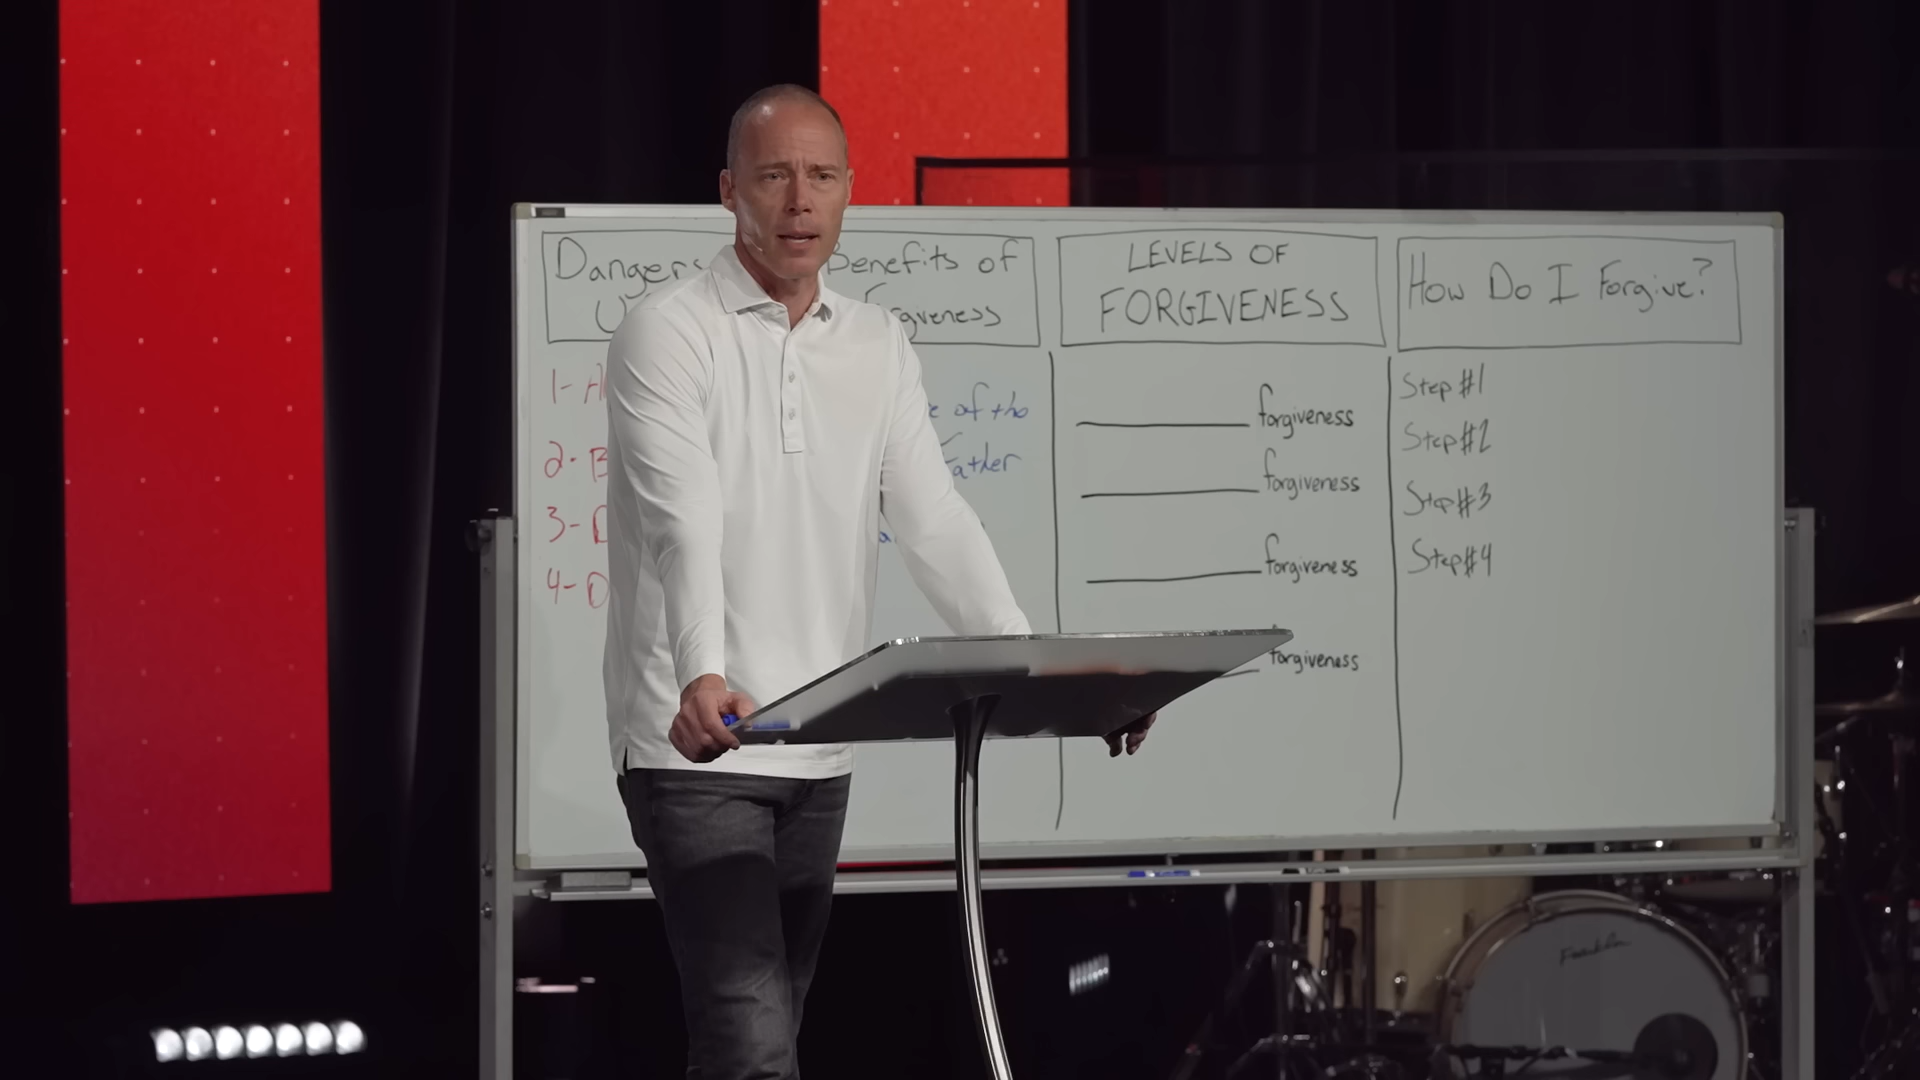 Dangers
Benefits of
LEVELS OF
FORGIVENESS
How Do I Forgive?
1-
of the
Father
2-
3-
4-
forgiveness
forgiveness
forgiveness
forgiveness
Step #1
Step #2
Step #3
Step #4